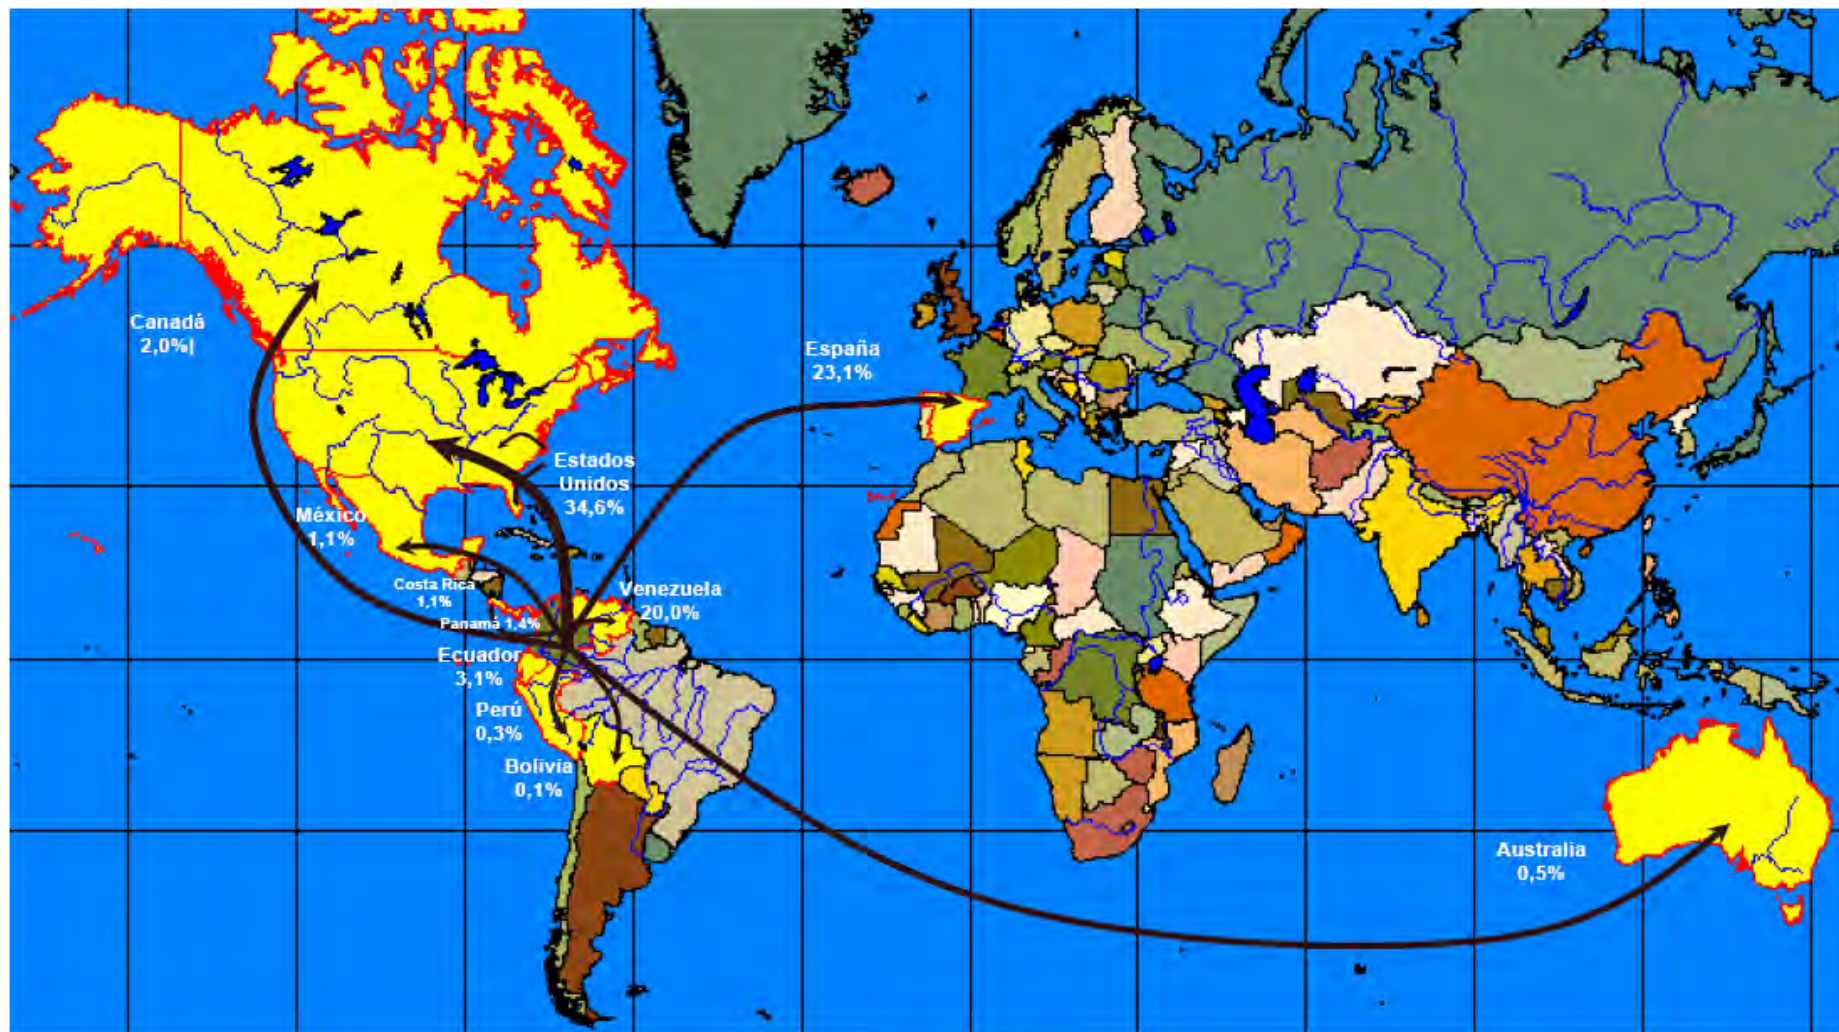 Canadá
2,0%|
España
23,1%
Estados
Unidos
34,6%
México
1,1%
Costa Rica
1,1%
Venezuela
20,0%
Panamá 1,4%
Ecuador
3,1%
Perú
0,3%
Bolivia
0,1%
Australia
0,5%